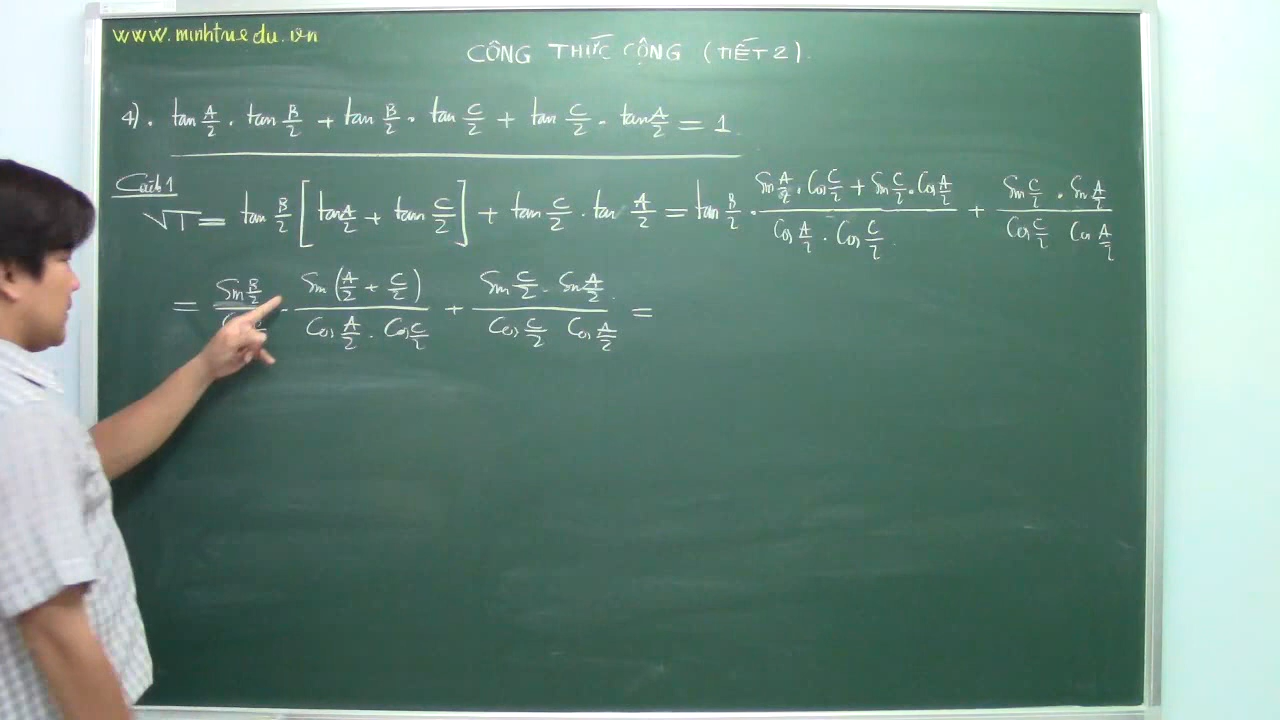 www.minhtue.du.vn
CÔNG THỨC CỘNG (TIẾT 2).
4). tan A/2 . tan B/2 + tan B/2 . tan C/2 + tan C/2 . tan A/2 = 1.
Cách 1
VT = tan B/2 [ tan A/2 + tan C/2 ] + tan C/2 . tan A/2 = tan B/2 . (Sin A/2 . Cos C/2 + Sin C/2 . Cos A/2) / (Cos A/2 . Cos C/2) + (Sin C/2 . Sin A/2) / (Cos C/2 Cos A/2)
= Sin B/2 / . Sin (A/2 + C/2) / (Cos A/2 . Cos C/2) + (Sin C/2 . Sin A/2) / (Cos C/2 Cos A/2) =